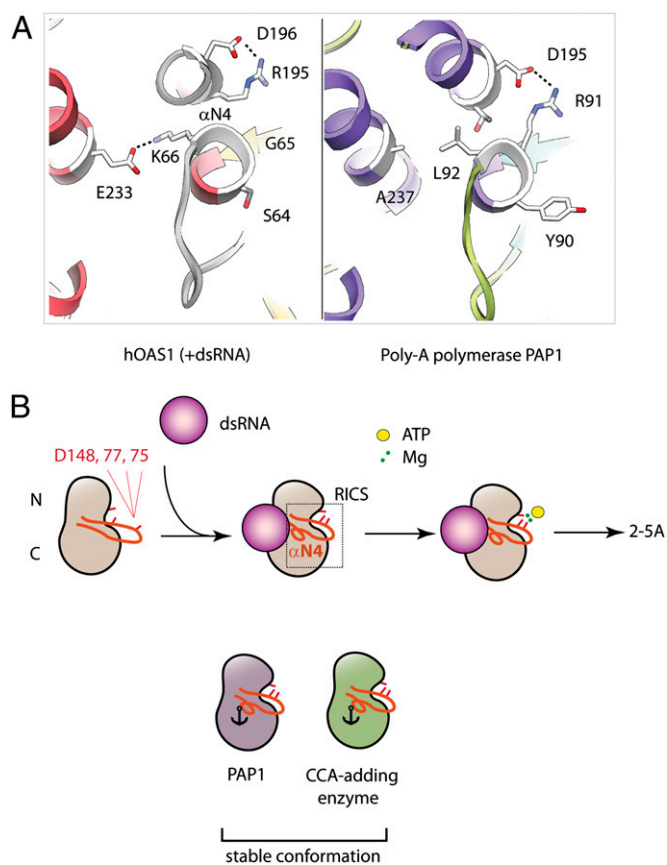 A
D196
R195
αN4
G65
K66
E233
S64
D195
R91
L92
A237
Y90
hOAS1 (+dsRNA)
Poly-A polymerase PAP1
B
dsRNA
ATP
Mg
D148, 77, 75
N
RICS
C
αN4
2-5A
PAP1
CCA-adding
enzyme
stable conformation